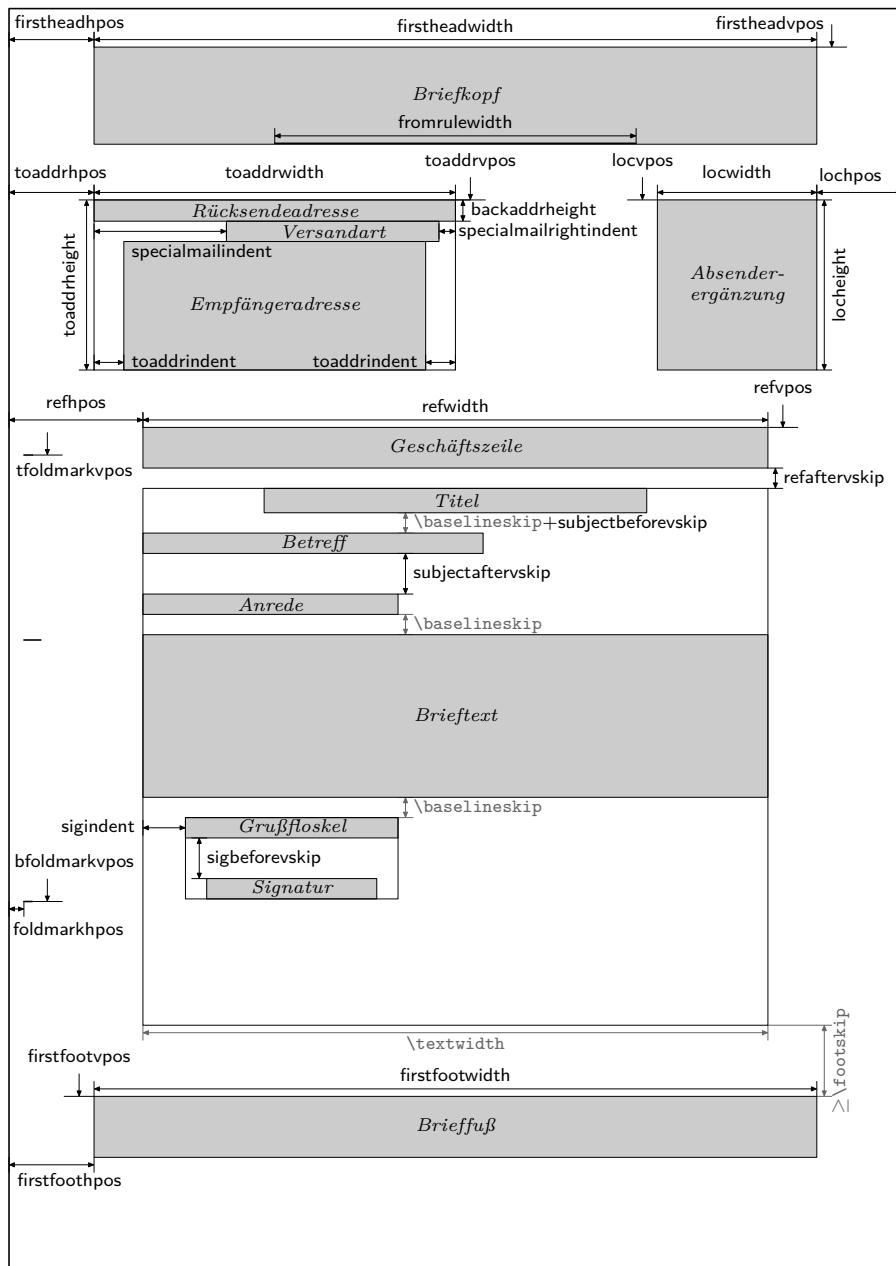 firstheadhpos
firstheadwidth
firstheadvpos
Briefkopf
fromrulewidth
toaddrhpos
toaddrwidth
toaddrvpos
locvpos
locwidth
lochpos
Rücksendeadresse
backaddrheight
Versandart
specialmailrightindent
specialmailindent
toaddrheight
Empfängeradresse
Absender-
ergänzung
locheight
toaddrindent
toaddrindent
refvpos
refhpos
refwidth
Geschäftszeile
tfoldmarkvpos
refaftervskip
Titel
\baselineskip+subjectbeforevskip
Betreff
subjectaftervskip
Anrede
\baselineskip
Brieftext
\baselineskip
sigindent
Grußfloskel
sigbeforevskip
bfoldmarkvpos
Signatur
foldmarkhpos
\textwidth
≥\footskip
firstfootvpos
firstfootwidth
Brieffuß
firstfoothpos